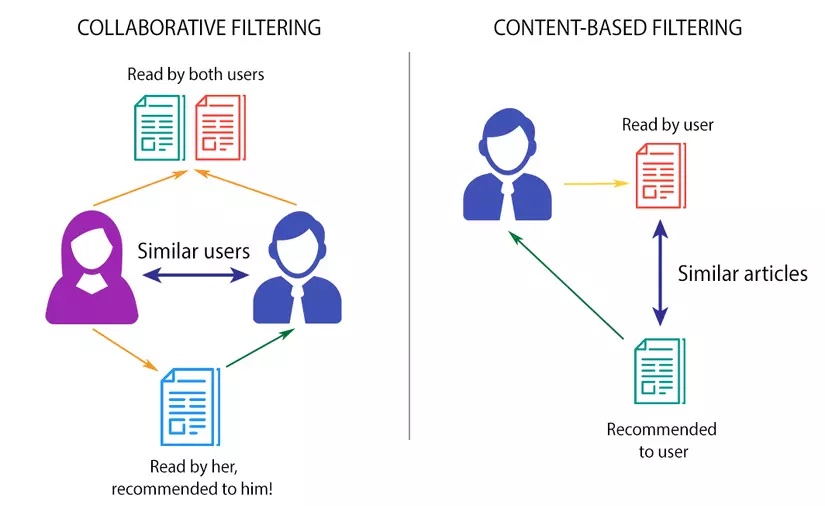 COLLABORATIVE FILTERING
Read by both users
Similar users
Read by her,
recommended to him!
CONTENT-BASED FILTERING
Read by user
Similar articles
Recommended
to user